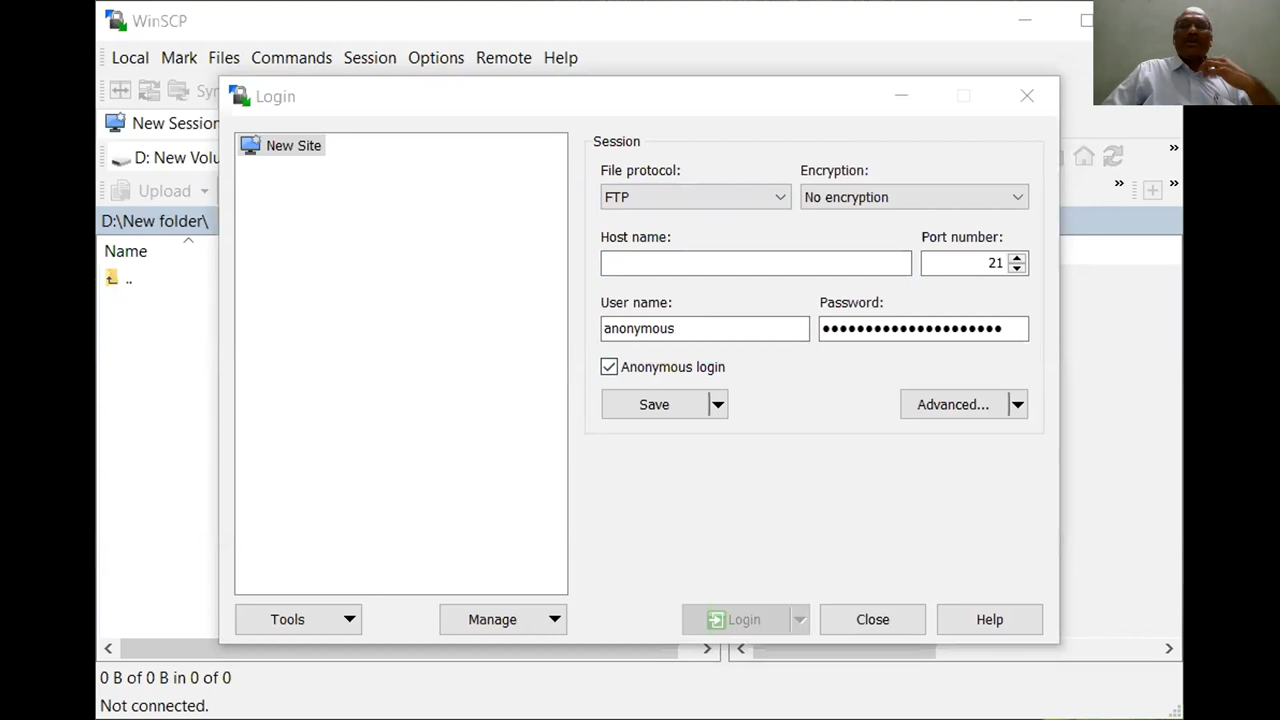 WinSCP
Local Mark Files Commands Session Options Remote Help
Login
New Session
New Site
Session
File protocol: Encryption:
FTP No encryption
D: New Volu
Upload
D:\New folder\
Host name: Port number:
21
Name
..
User name: Password:
anonymous ●●●●●●●●●●●●●●●●●●●●●
Anonymous login
Save Advanced...
Tools Manage Login Close Help
0 B of 0 B in 0 of 0
Not connected.